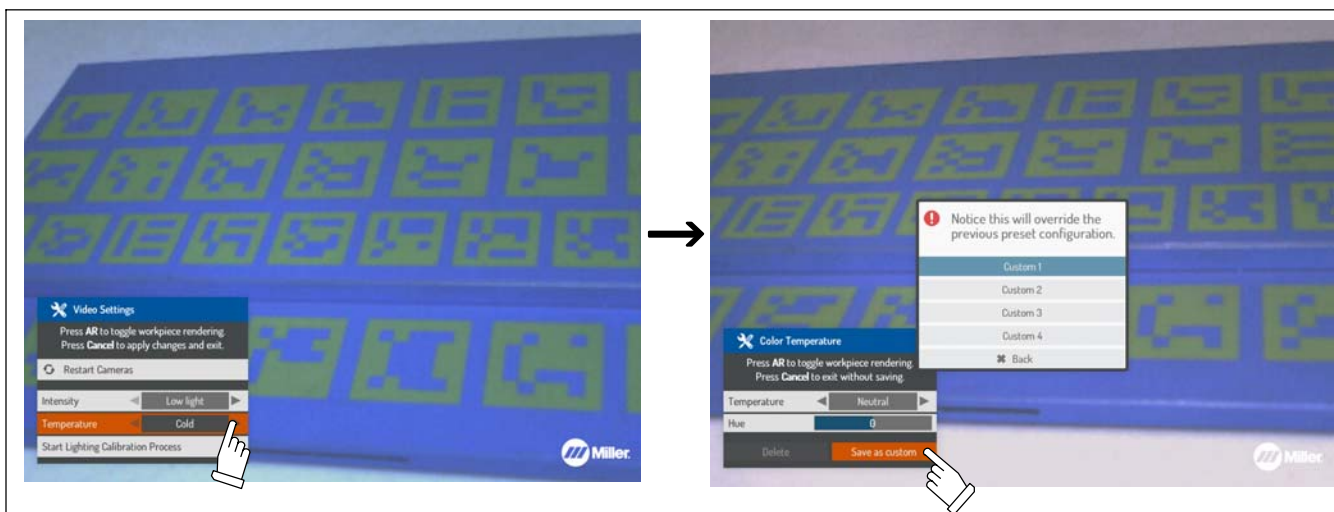 Video Settings
Press AR to toggle workpiece rendering.
Press Cancel to apply changes and exit.
Restart Cameras
Intensity Low light
Temperature Cold
Start Lighting Calibration Process
Miller.
Notice this will override the
previous preset configuration.
Custom 1
Custom 2
Custom 3
Custom 4
Back
Color Temperature
Press AR to toggle workpiece rendering.
Press Cancel to exit without saving.
Temperature Neutral
Hue 0
Delete Save as custom
Miller.